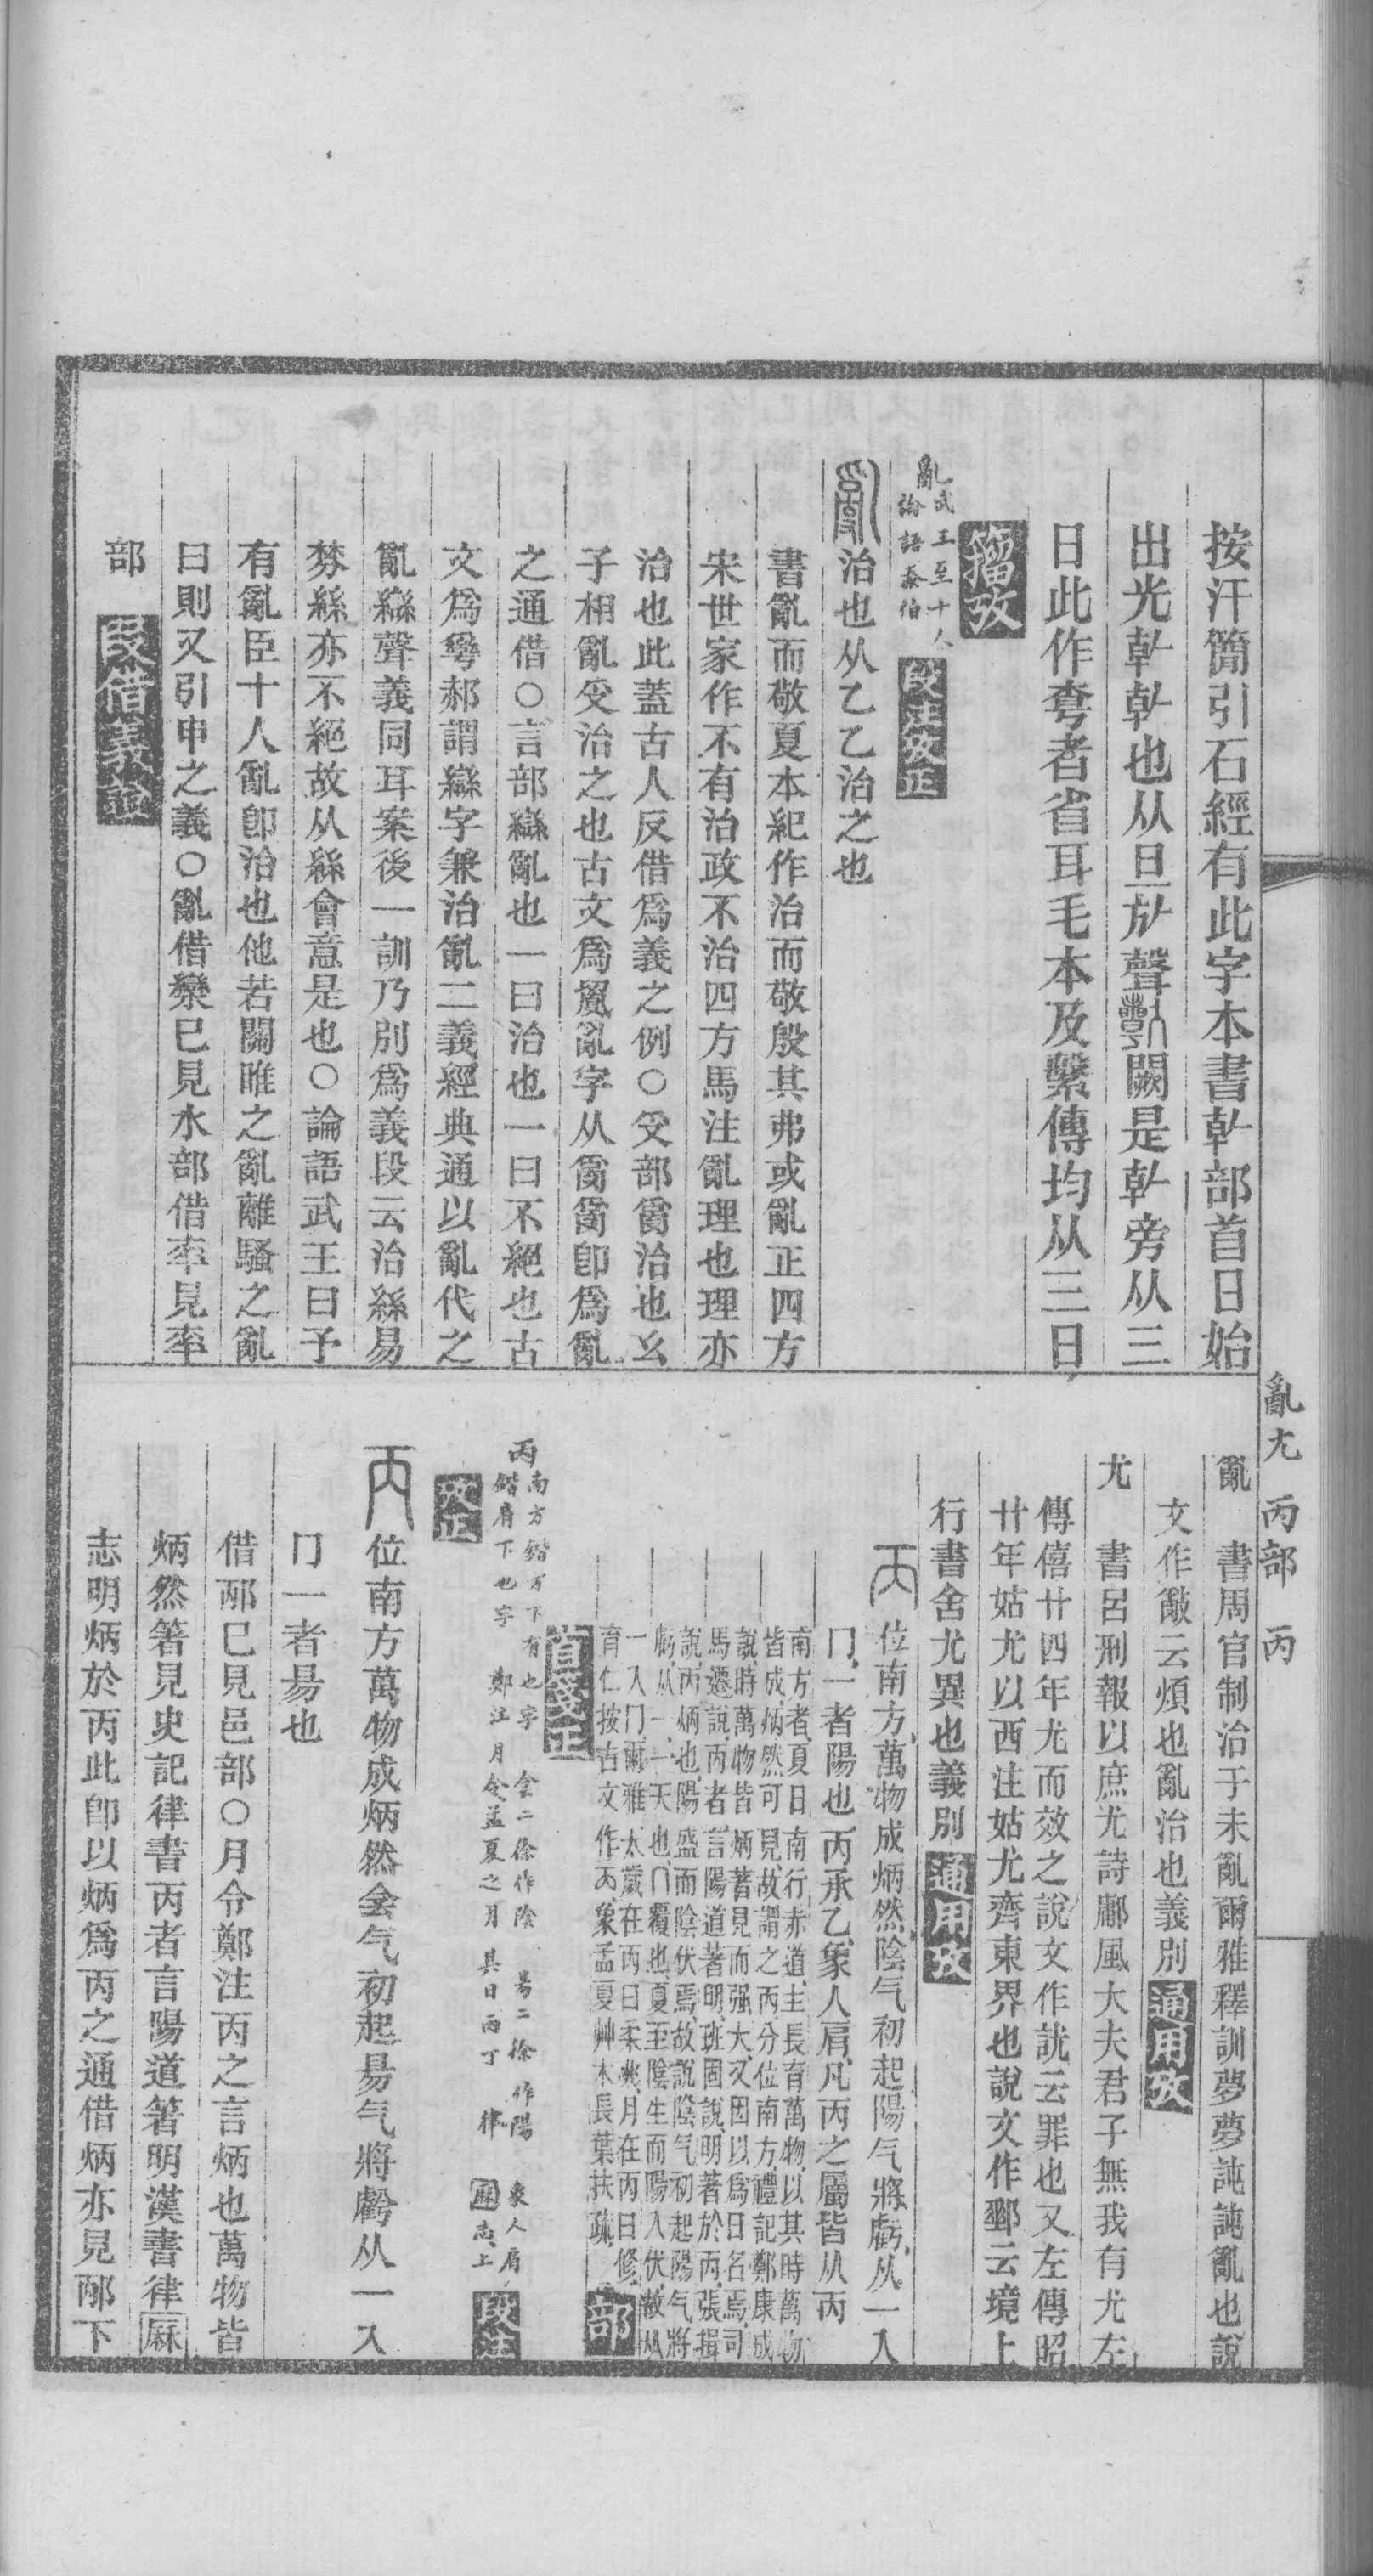 按汗簡引石經有此字本書倝部首日始
出光倝倝也从旦㫃聲𠓋闕是倝旁从三
日此作耷者省耳毛本及繫傳均从三日
籀攷
亂武王至十人
論語泰伯
段注攷正
亂治也从乙乙治之也
書亂而敬夏本紀作治而敬殷其弗或亂正四方
宋世家作不有治政不治四方馬注亂理也理亦
治也此蓋古人反借爲義之例○𠬪部𤔔治也幺
子相亂𠬪治之也古文爲𤔬亂字从𤔔𤔔卽爲亂
之通借○言部䜌亂也一曰治也一曰不絕也古
文爲𤔔郝謂䜌字兼治亂二義經典通以亂代之
亂䜌聲義同耳案後一訓乃別爲義段云治絲易
棼絲亦不絕故从絲會意是也○論語武王曰予
有亂臣十人亂卽治也他若關雎之亂離騷之亂
曰則又引申之義○亂借欒已見水部借率見率
部
段借義證
亂尢 丙部 丙
亂 書周官制治于未亂爾雅釋訓夢夢訰訰亂也說
文作𢿢云煩也亂治也義別 通用攷
尤 書呂刑報以庶尤詩鄘風大夫君子無我有尤左
傳僖廿四年尤而效之說文作訧云罪也又左傳昭
廿年姑尤以西注姑尤齊東界也說文作郵云境上
行書舍尤異也義別 通用攷
丙位南方萬物成炳然陰气初起陽气將虧从一入
冂一者陽也丙承乙象人肩凡丙之屬皆从丙
南方者夏日南行赤道主長育萬物以其時萬物
皆成炳然可見故謂之丙分位南方禮記鄭康成
說時萬物皆炳著見而强大又因以爲日名焉司
馬遷說丙者言陽道著明班固說明著於丙張揖
說丙炳也陽盛而陰伏焉故說陰气初起陽气將
虧从一一天也冂覆也夏至陰生而陽入伏故从
一入冂爾雅太歲在丙曰柔兆月在丙曰修
育仁按古文作丙象孟夏艸木長葉扶疏 部
首箋正
丙南方鍇方下有也字 侌二徐作陰 昜二徐作陽 象人肩
鍇肩下也字 鄭注月令孟夏之月其日丙丁 律厤志上 段注
攷正
丙位南方萬物成炳然侌气初起昜气將虧从一入
冂一者昜也
借邴已見邑部○月令鄭注丙之言炳也萬物皆
炳然箸見史記律書丙者言陽道箸明漢書律厤
志明炳於丙此卽以炳爲丙之通借炳亦見邴下